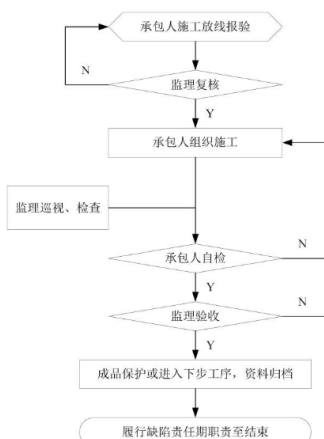 承包人施工放线报验
N
监理复核
Y
承包人组织施工
监理巡视、检查
承包人自检
N
Y
监理验收
N
Y
成品保护或进入下步工序，资料归档
履行缺陷责任期职责至结束